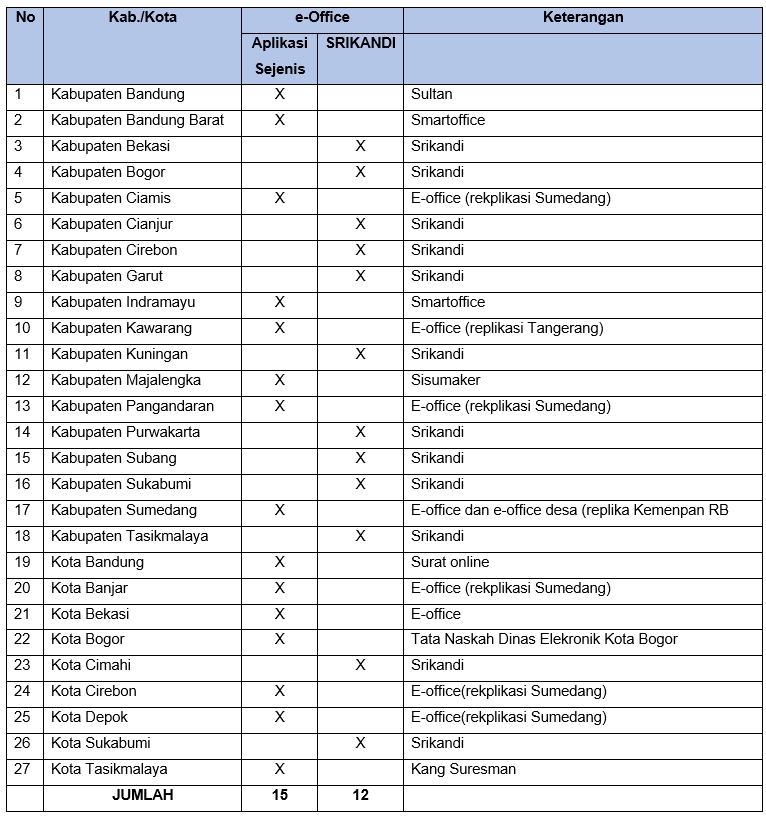 No Kab./Kota e-Office Keterangan
Aplikasi Sejenis SRIKANDI
1 Kabupaten Bandung X Sultan
2 Kabupaten Bandung Barat X Smartoffice
3 Kabupaten Bekasi X Srikandi
4 Kabupaten Bogor X Srikandi
5 Kabupaten Ciamis X E-office (rekplikasi Sumedang)
6 Kabupaten Cianjur X Srikandi
7 Kabupaten Cirebon X Srikandi
8 Kabupaten Garut X Srikandi
9 Kabupaten Indramayu X Smartoffice
10 Kabupaten Kawarang X E-office (replikasi Tangerang)
11 Kabupaten Kuningan X Srikandi
12 Kabupaten Majalengka X Sisumaker
13 Kabupaten Pangandaran X E-office (rekplikasi Sumedang)
14 Kabupaten Purwakarta X Srikandi
15 Kabupaten Subang X Srikandi
16 Kabupaten Sukabumi X Srikandi
17 Kabupaten Sumedang X E-office dan e-office desa (replika Kemenpan RB
18 Kabupaten Tasikmalaya X Srikandi
19 Kota Bandung X Surat online
20 Kota Banjar X E-office (rekplikasi Sumedang)
21 Kota Bekasi X E-office
22 Kota Bogor X Tata Naskah Dinas Elekronik Kota Bogor
23 Kota Cimahi X Srikandi
24 Kota Cirebon X E-office(rekplikasi Sumedang)
25 Kota Depok X E-office(rekplikasi Sumedang)
26 Kota Sukabumi X Srikandi
27 Kota Tasikmalaya X Kang Suresman
JUMLAH 15 12